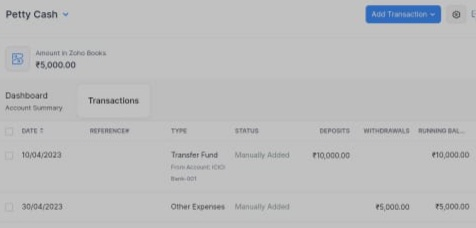 Petty Cash
Add Transaction
Amount in Zoho Books
₹5,000.00
Dashboard
Account Summary
Transactions
DATE REFERENCE# TYPE STATUS DEPOSITS WITHDRAWALS RUNNING BAL...
10/04/2023 Transfer Fund Manually Added ₹10,000.00 ₹10,000.00
From Account: ICICI
Bank-001
30/04/2023 Other Expenses Manually Added ₹5,000.00 ₹5,000.00